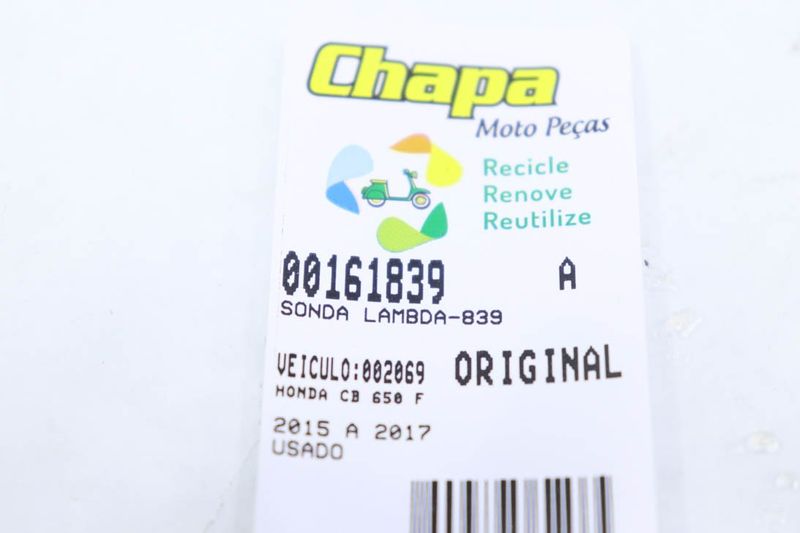 Chapa
Moto Peças
Recicle
Renove
Reutilize
00161839 A
SONDA LAMBDA-839
VEICULO:002069 ORIGINAL
HONDA CB 650 F
2015 A 2017
USADO